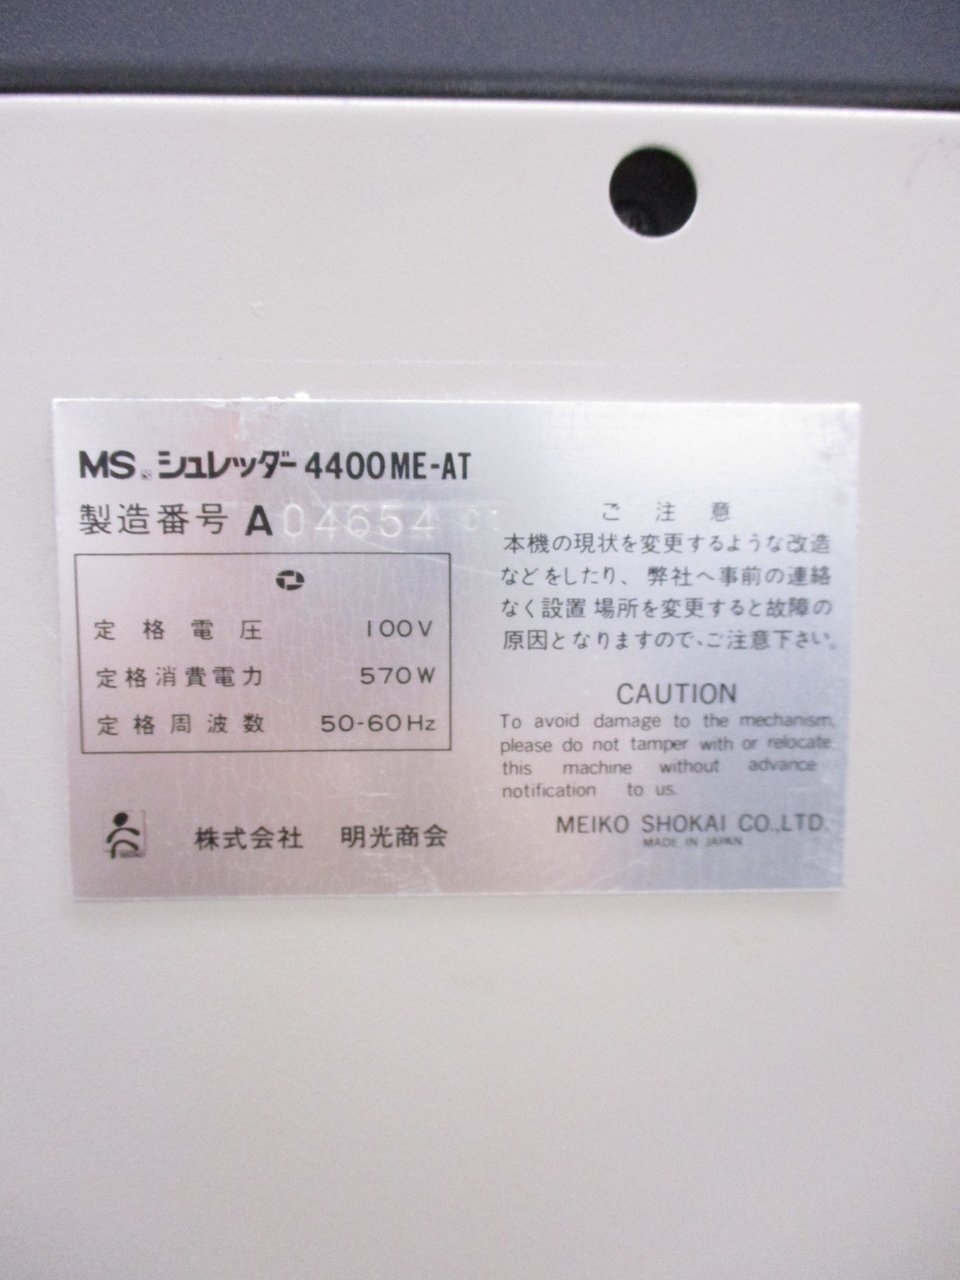 MS シュレッダー 4400ME-AT
製造番号 A 04654 C1
定格電圧 100V
定格消費電力 570W
定格周波数 50-60Hz
株式会社 明光商会
ご注意
本機の現状を変更するような改造
などをしたり、弊社へ事前の連絡
なく設置場所を変更すると故障の
原因となりますので、ご注意下さい。
CAUTION
To avoid damage to the mechanism,
please do not tamper with or relocate
this machine without advance
notification to us.
MEIKO SHOKAI CO.,LTD.
MADE IN JAPAN